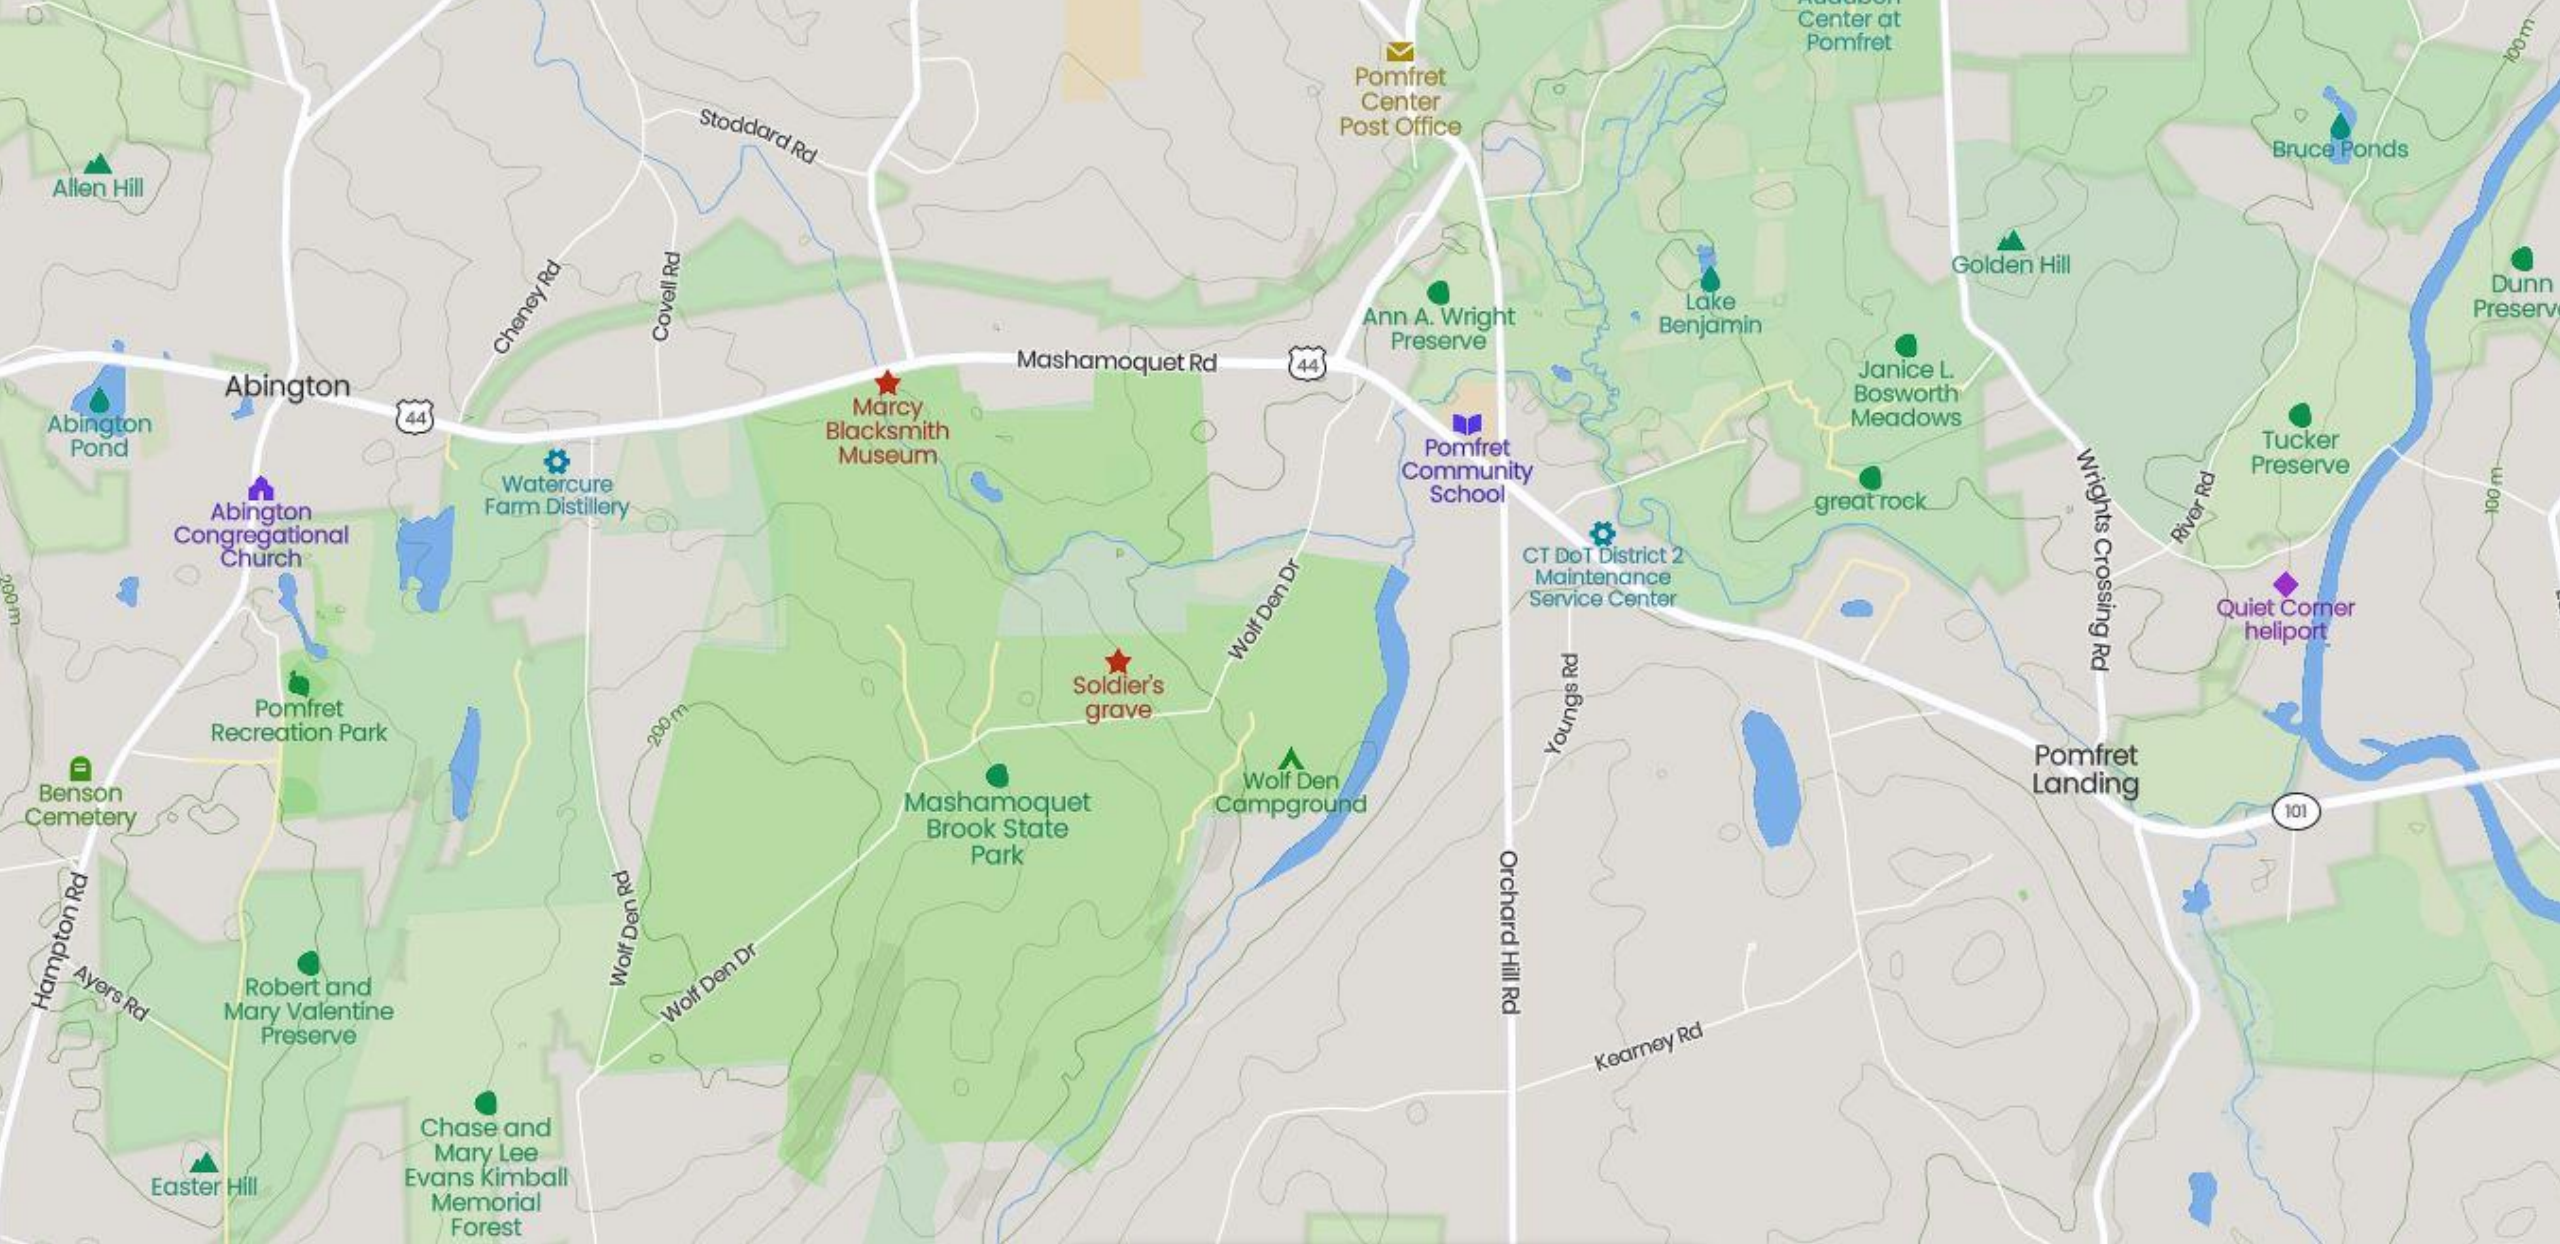 Audubon
Center at
Pomfret
100 m
Pomfret
Center
Post Office
Stoddard Rd
Bruce Ponds
Allen Hill
Golden Hill
Cheney Rd
Covell Rd
Ann A. Wright
Preserve
Lake
Benjamin
Dunn
Preserve
Mashamoquet Rd
44
Abington
44
Marcy
Blacksmith
Museum
Janice L.
Bosworth
Meadows
Abington
Pond
Pomfret
Community
School
Tucker
Preserve
Watercure
Farm Distillery
great rock
Wrights Crossing Rd
River Rd
100 m
Abington
Congregational
Church
CT DoT District 2
Maintenance
Service Center
200 m
Wolf Den Dr
Quiet Corner
heliport
Soldier's
grave
Youngs Rd
Pomfret
Recreation Park
200 m
Benson
Cemetery
Mashamoquet
Brook State
Park
Wolf Den
Campground
Pomfret
Landing
101
Hampton Rd
Wolf Den Rd
Orchard Hill Rd
Ayers Rd
Wolf Den Dr
Robert and
Mary Valentine
Preserve
Kearney Rd
Chase and
Mary Lee
Evans Kimball
Memorial
Forest
Easter Hill